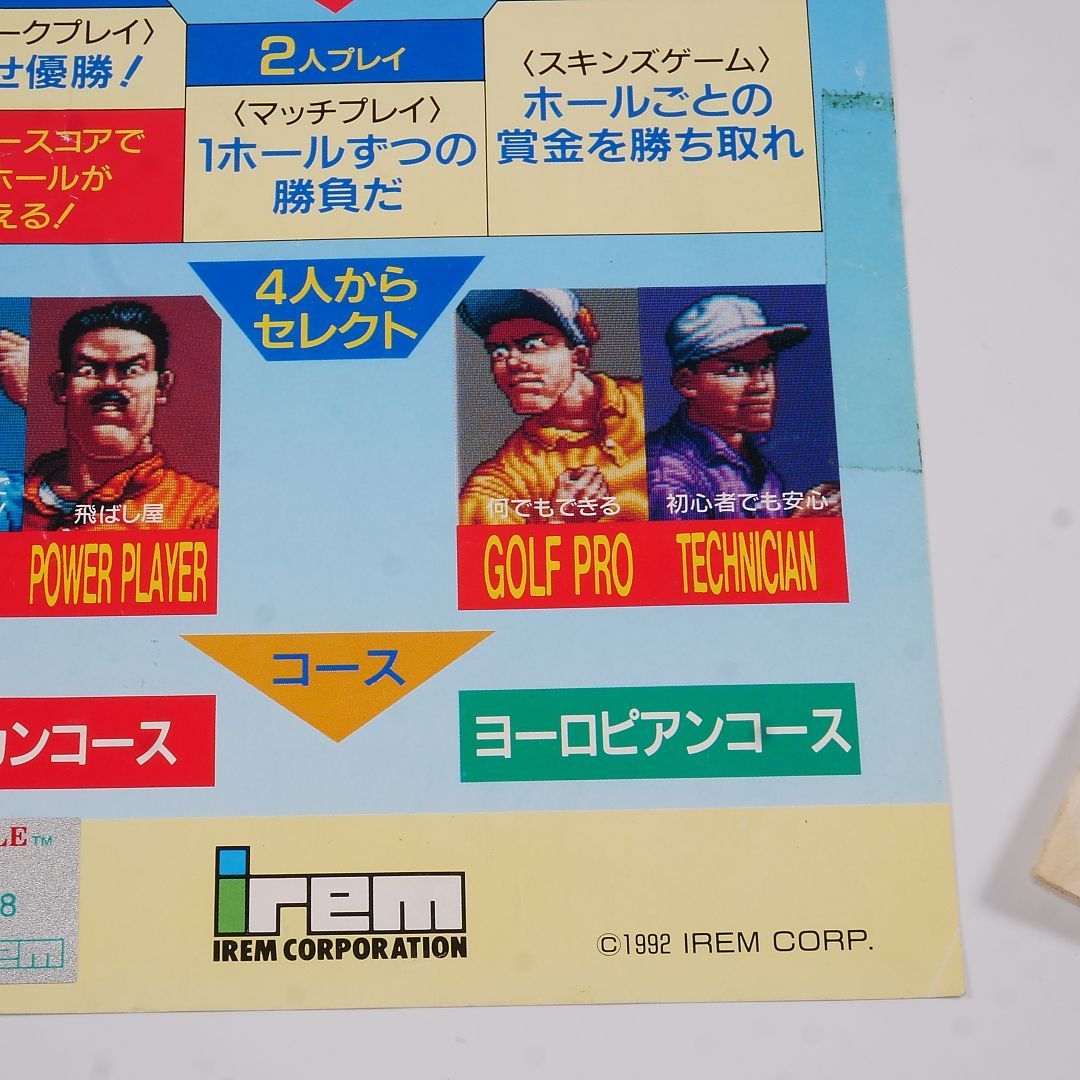 ークプレイ〉
せ優勝！
ースコアで
ホールが
える！
2人プレイ
〈マッチプレイ〉
1ホールずつの
勝負だ
〈スキンズゲーム〉
ホールごとの
賞金を勝ち取れ
4人から
セレクト
飛ばし屋
POWER PLAYER
何でもできる
GOLF PRO
初心者でも安心
TECHNICIAN
コース
カンコース
ヨーロピアンコース
LE™
8
em
irem
IREM CORPORATION
©1992 IREM CORP.